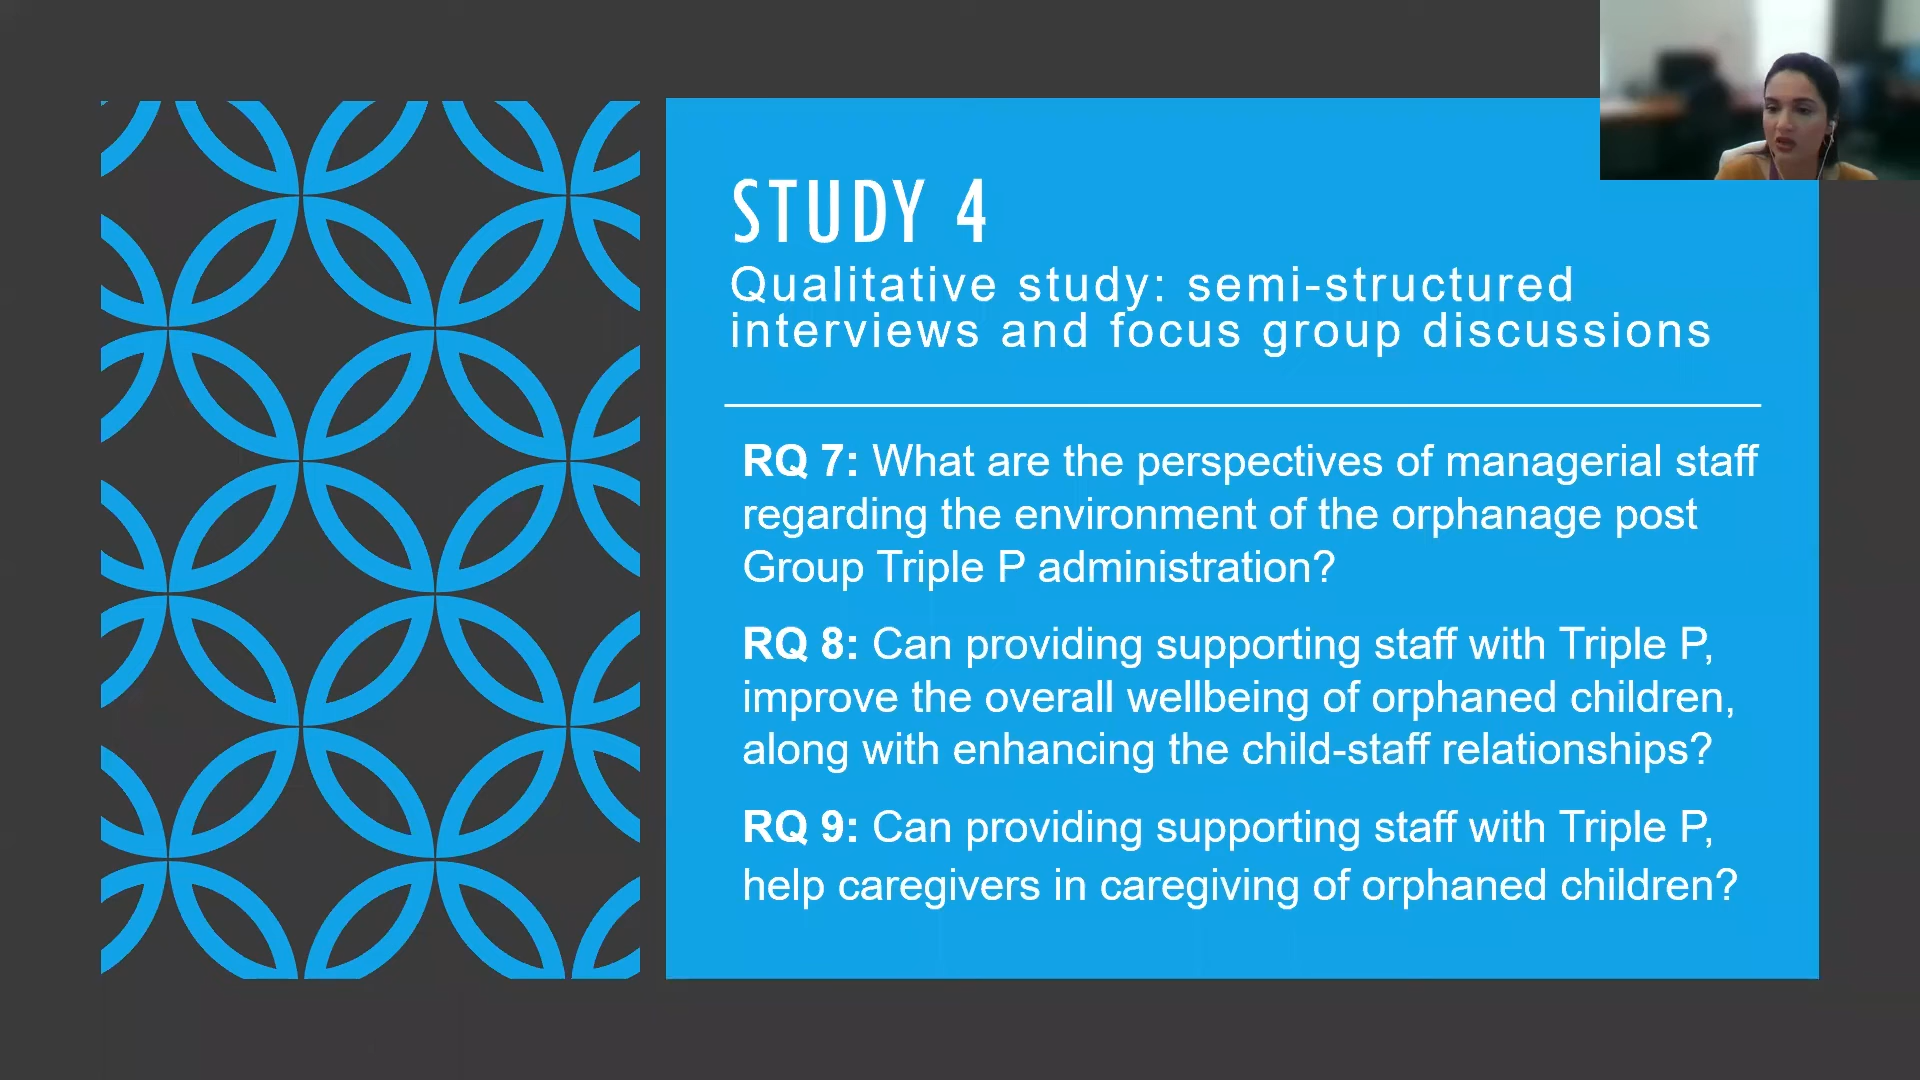 STUDY 4
Qualitative study: semi-structured
interviews and focus group discussions
RQ 7: What are the perspectives of managerial staff
regarding the environment of the orphanage post
Group Triple P administration?
RQ 8: Can providing supporting staff with Triple P,
improve the overall wellbeing of orphaned children,
along with enhancing the child-staff relationships?
RQ 9: Can providing supporting staff with Triple P,
help caregivers in caregiving of orphaned children?